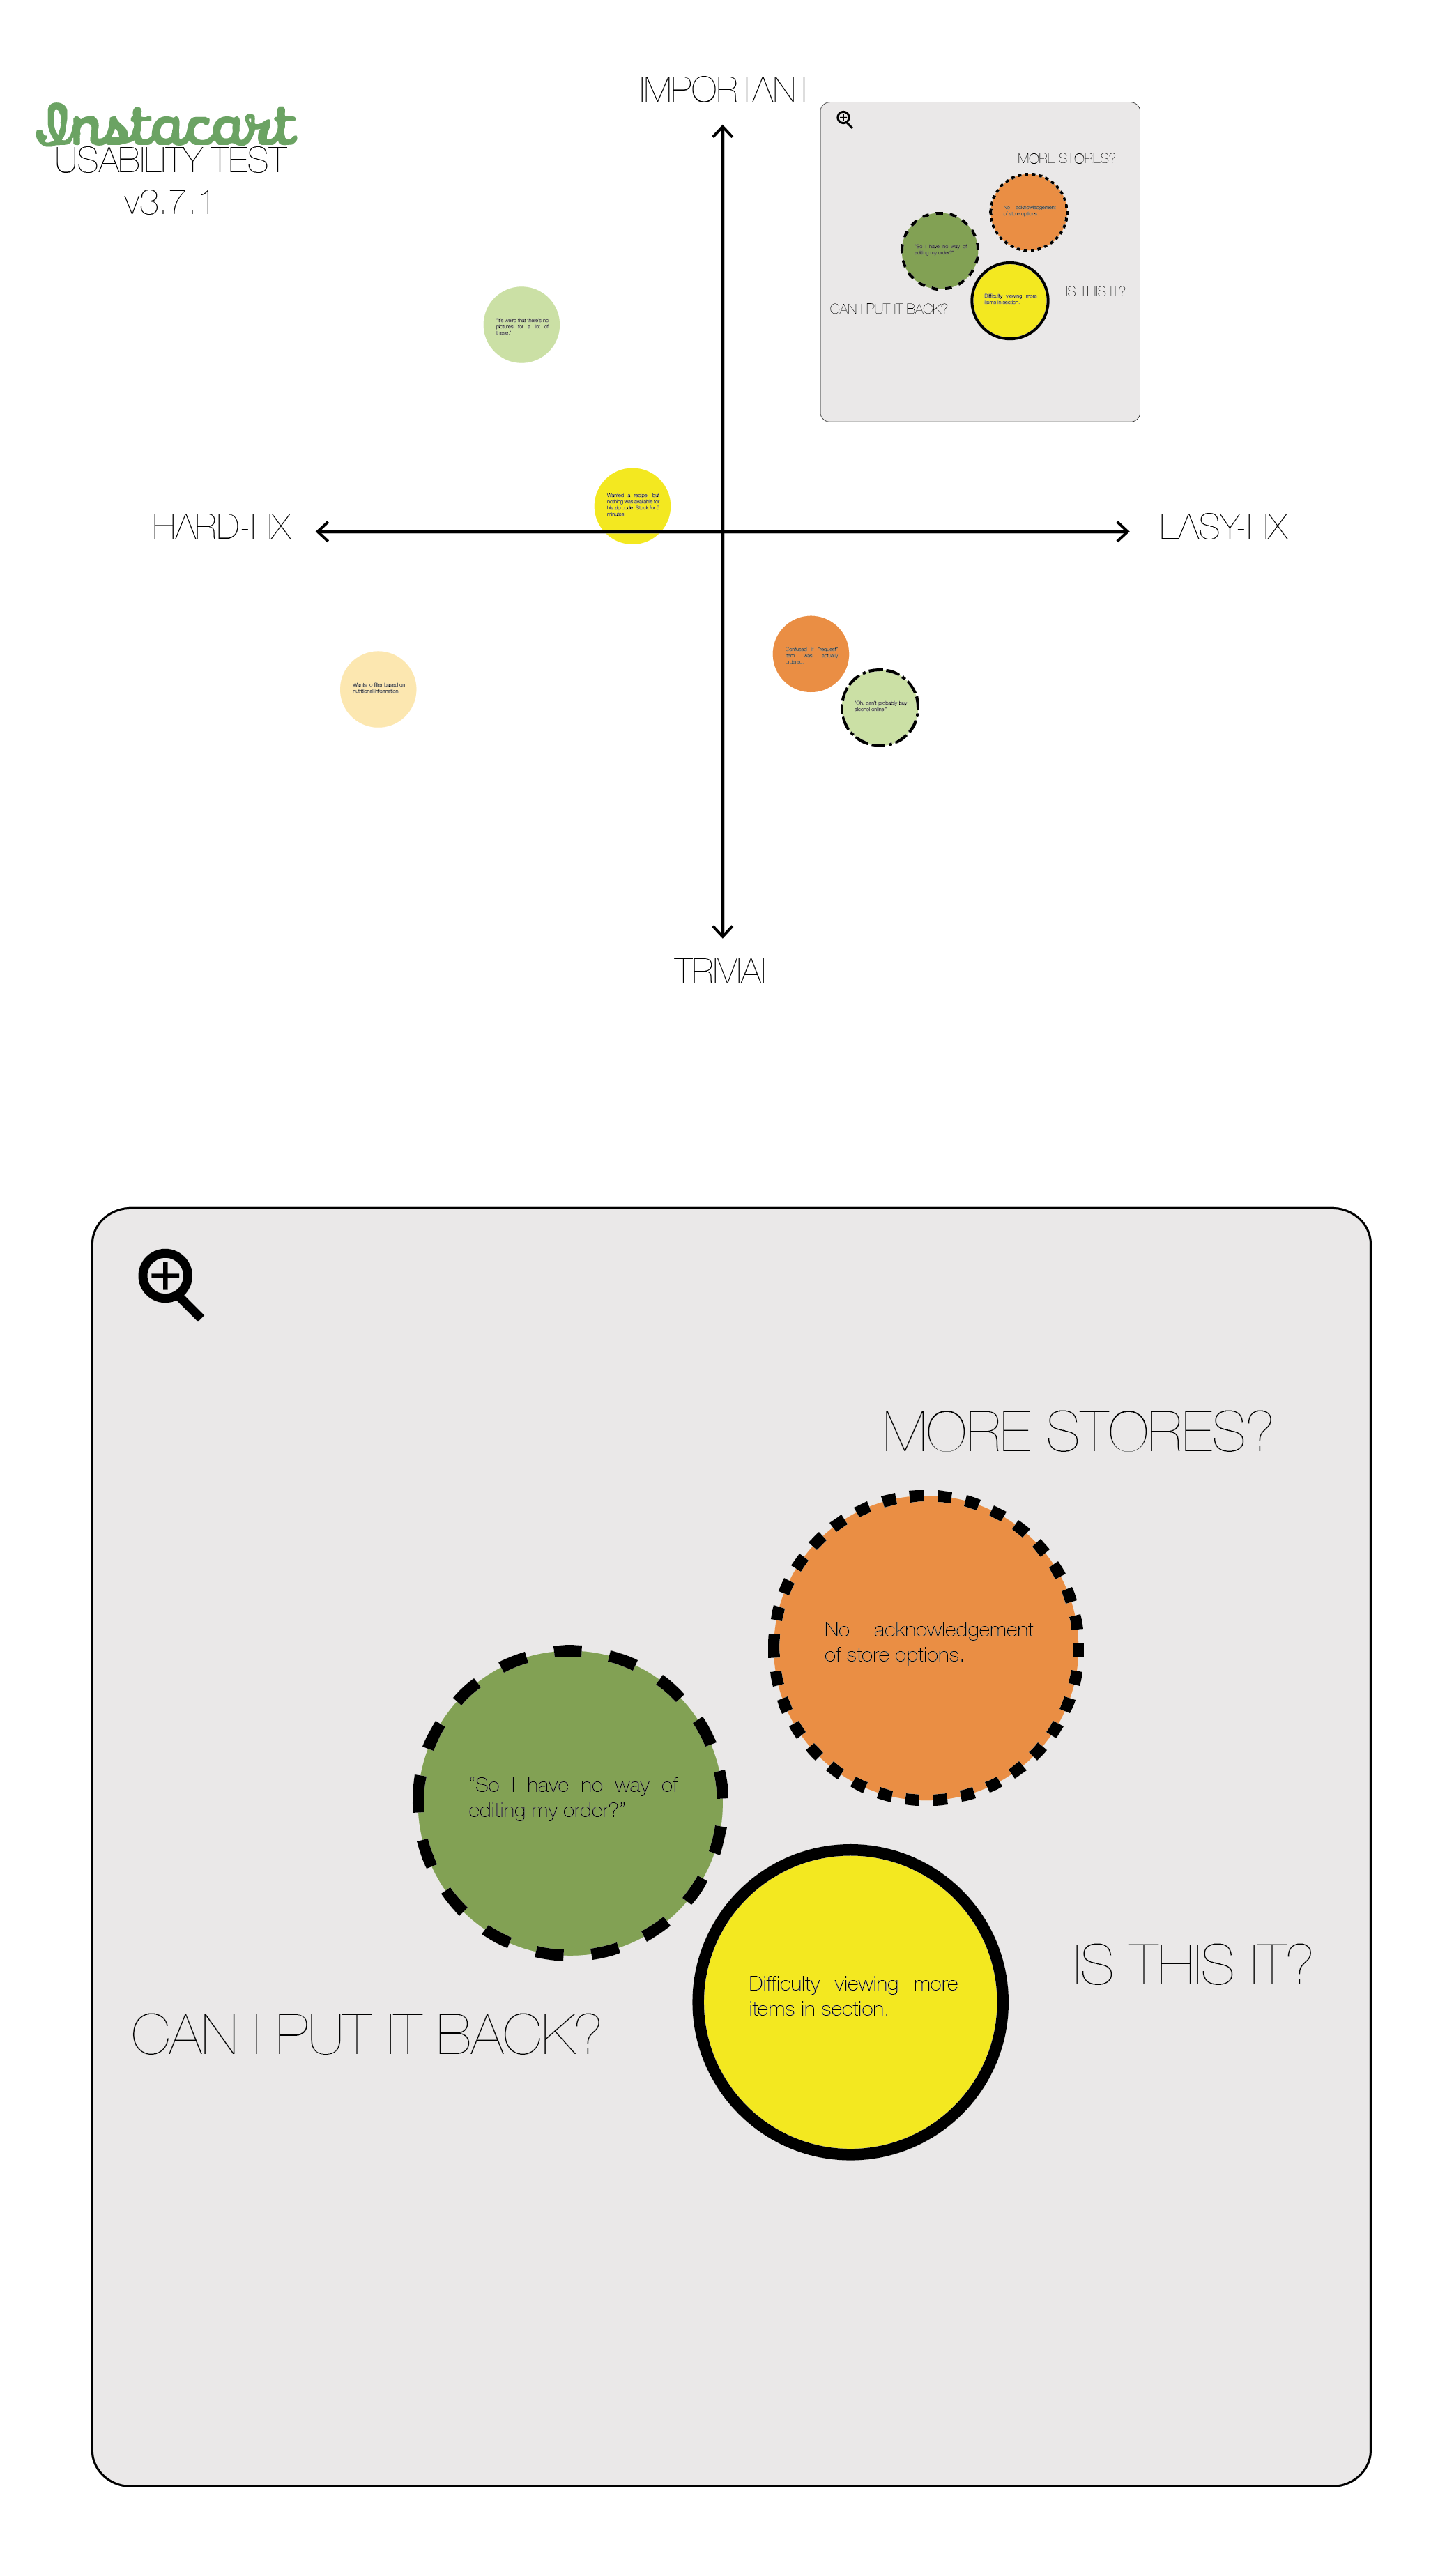 IMPORTANT
Instacart
USABILITY TEST
v3.7.1
MORE STORES?
No acknowledgement
of store options.
"So I have no way of
editing my order?"
IS THIS IT?
Difficulty viewing more
items in section.
CAN I PUT IT BACK?
"It's weird that there's no
pictures for a lot of
these."
Wanted a recipe, but
nothing was available for
his zip code. Stuck for 5
minutes.
HARD-FIX
EASY-FIX
Confused if "request"
item was actually
ordered.
Wants to filter based on
nutritional information.
"Oh, can't probably buy
alcohol online."
TRIVIAL
MORE STORES?
No acknowledgement
of store options.
“So I have no way of
editing my order?”
IS THIS IT?
Difficulty viewing more
items in section.
CAN I PUT IT BACK?